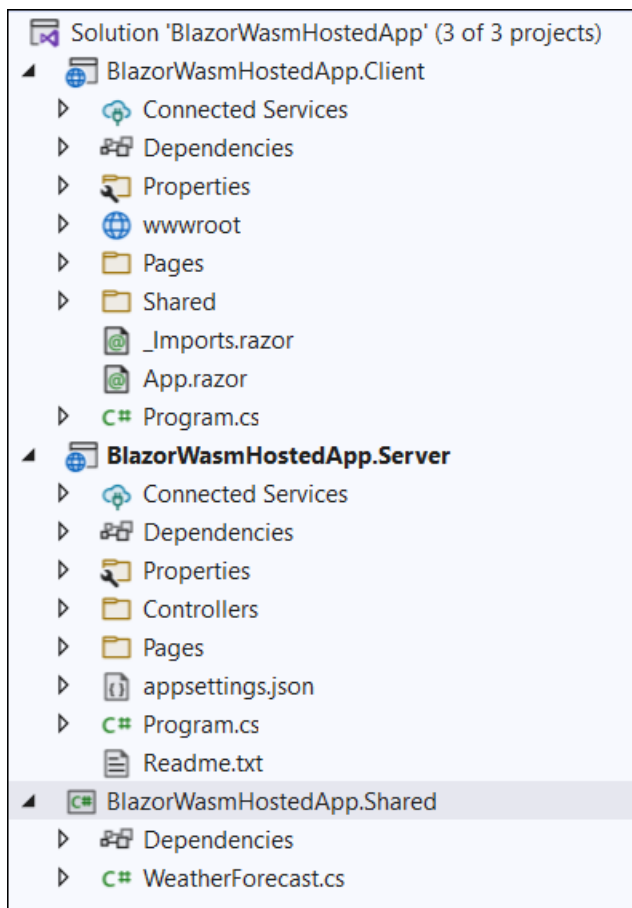 Solution 'BlazorWasmHostedApp' (3 of 3 projects)
BlazorWasmHostedApp.Client
Connected Services
Dependencies
Properties
wwwroot
Pages
Shared
_Imports.razor
App.razor
C# Program.cs
BlazorWasmHostedApp.Server
Connected Services
Dependencies
Properties
Controllers
Pages
appsettings.json
C# Program.cs
Readme.txt
C# BlazorWasmHostedApp.Shared
Dependencies
C# WeatherForecast.cs